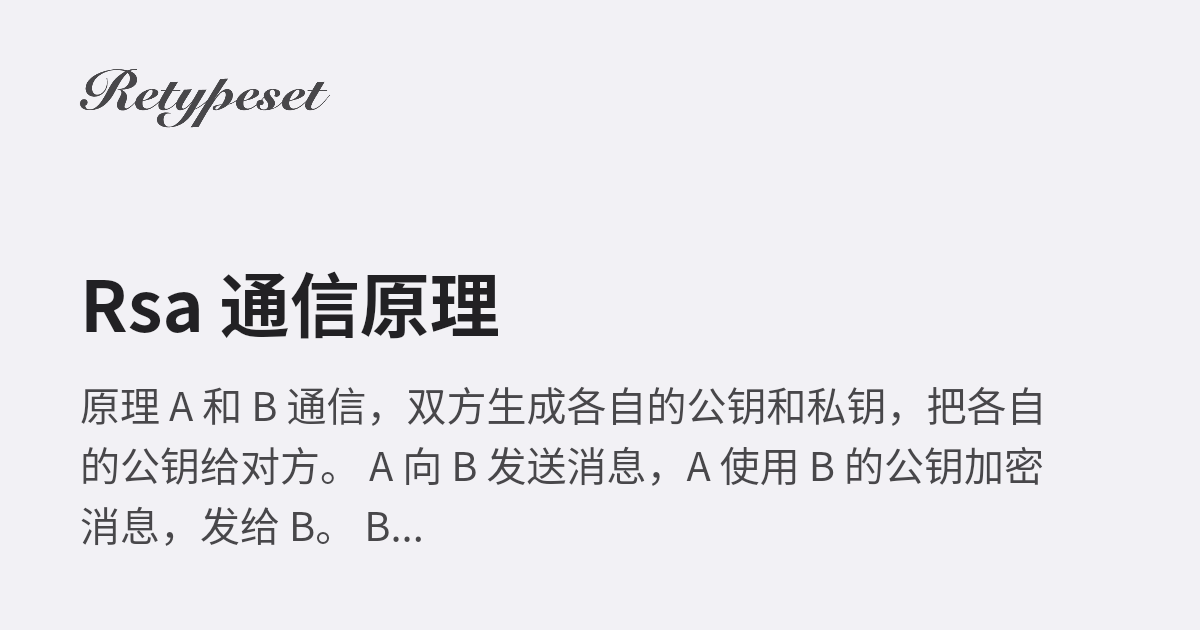 Retypeset
Rsa 通信原理
原理 A 和 B 通信，双方生成各自的公钥和私钥，把各自
的公钥给对方。 A 向 B 发送消息，A 使用 B 的公钥加密
消息，发给 B。 B...